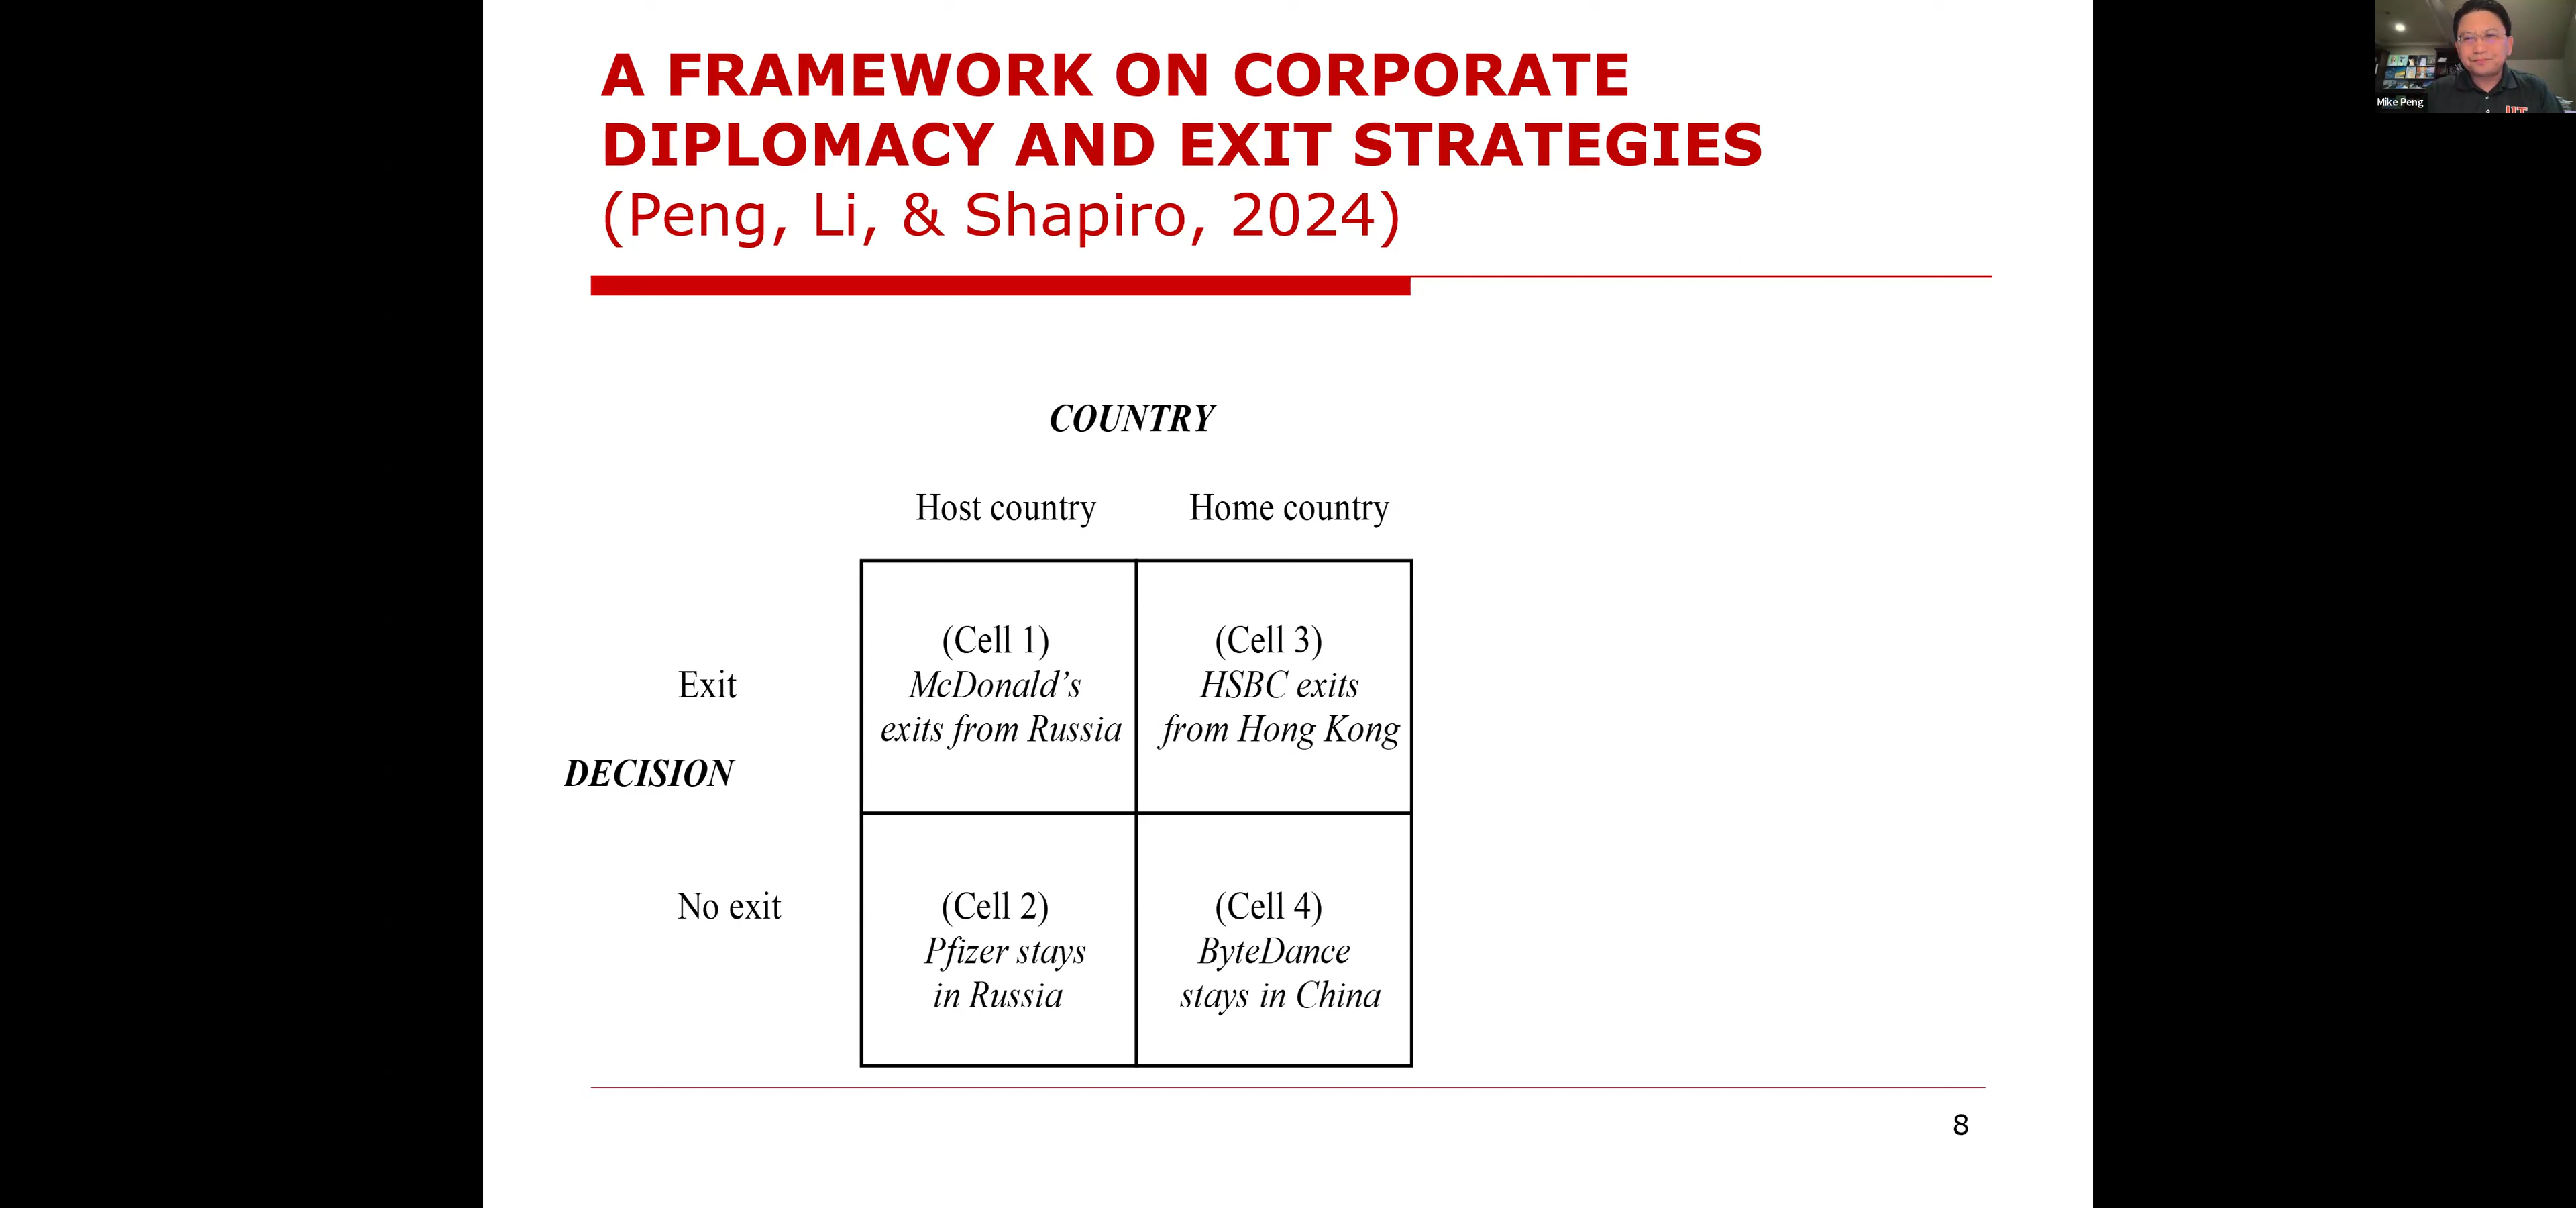 A FRAMEWORK ON CORPORATE
DIPLOMACY AND EXIT STRATEGIES
(Peng, Li, & Shapiro, 2024)
Mike Peng
COUNTRY
Host country Home country
(Cell 1) (Cell 3)
Exit McDonald’s HSBC exits
exits from Russia from Hong Kong
DECISION
No exit (Cell 2) (Cell 4)
Pfizer stays ByteDance
in Russia stays in China
8